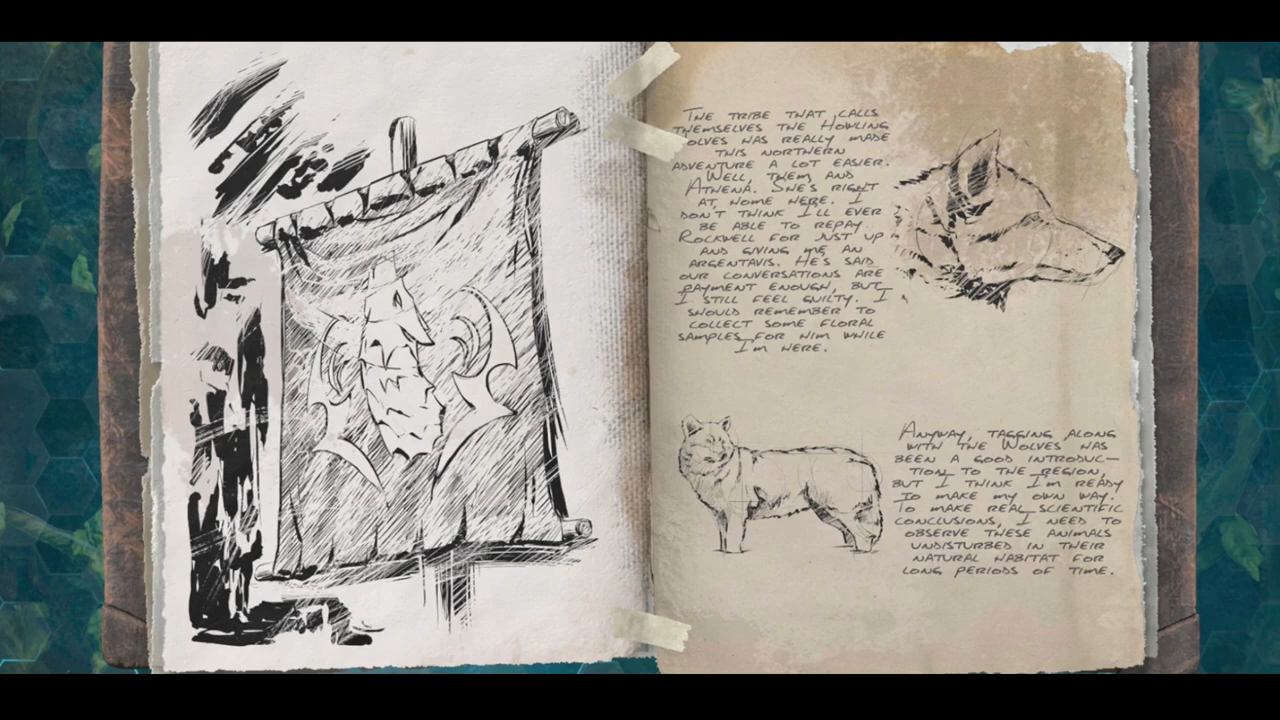 THE TRIBE THAT CALLS
THEMSELVES THE HOWLING
WOLVES HAS REALLY MADE
THIS NORTHERN
ADVENTURE A LOT EASIER.
WELL, THEM AND
ATHENA. SHE'S RIGHT
AT HOME HERE. I
DON'T THINK I'LL EVER
BE ABLE TO REPAY
ROCKWELL FOR JUST UP
AND GIVING ME AN
ARGENTAVIS. HE'S SAID
OUR CONVERSATIONS ARE
PAYMENT ENOUGH, BUT
I STILL FEEL GUILTY. I
SHOULD REMEMBER TO
COLLECT SOME FLORAL
SAMPLES FOR HIM WHILE
I'M HERE.
ANYWAY, TAGGING ALONG
WITH THE WOLVES HAS
BEEN A GOOD INTRODUC-
TION TO THE REGION,
BUT I THINK I'M READY
TO MAKE MY OWN WAY.
TO MAKE REAL SCIENTIFIC
CONCLUSIONS, I NEED TO
OBSERVE THESE ANIMALS
UNDISTURBED IN THEIR
NATURAL HABITAT FOR
LONG PERIODS OF TIME.